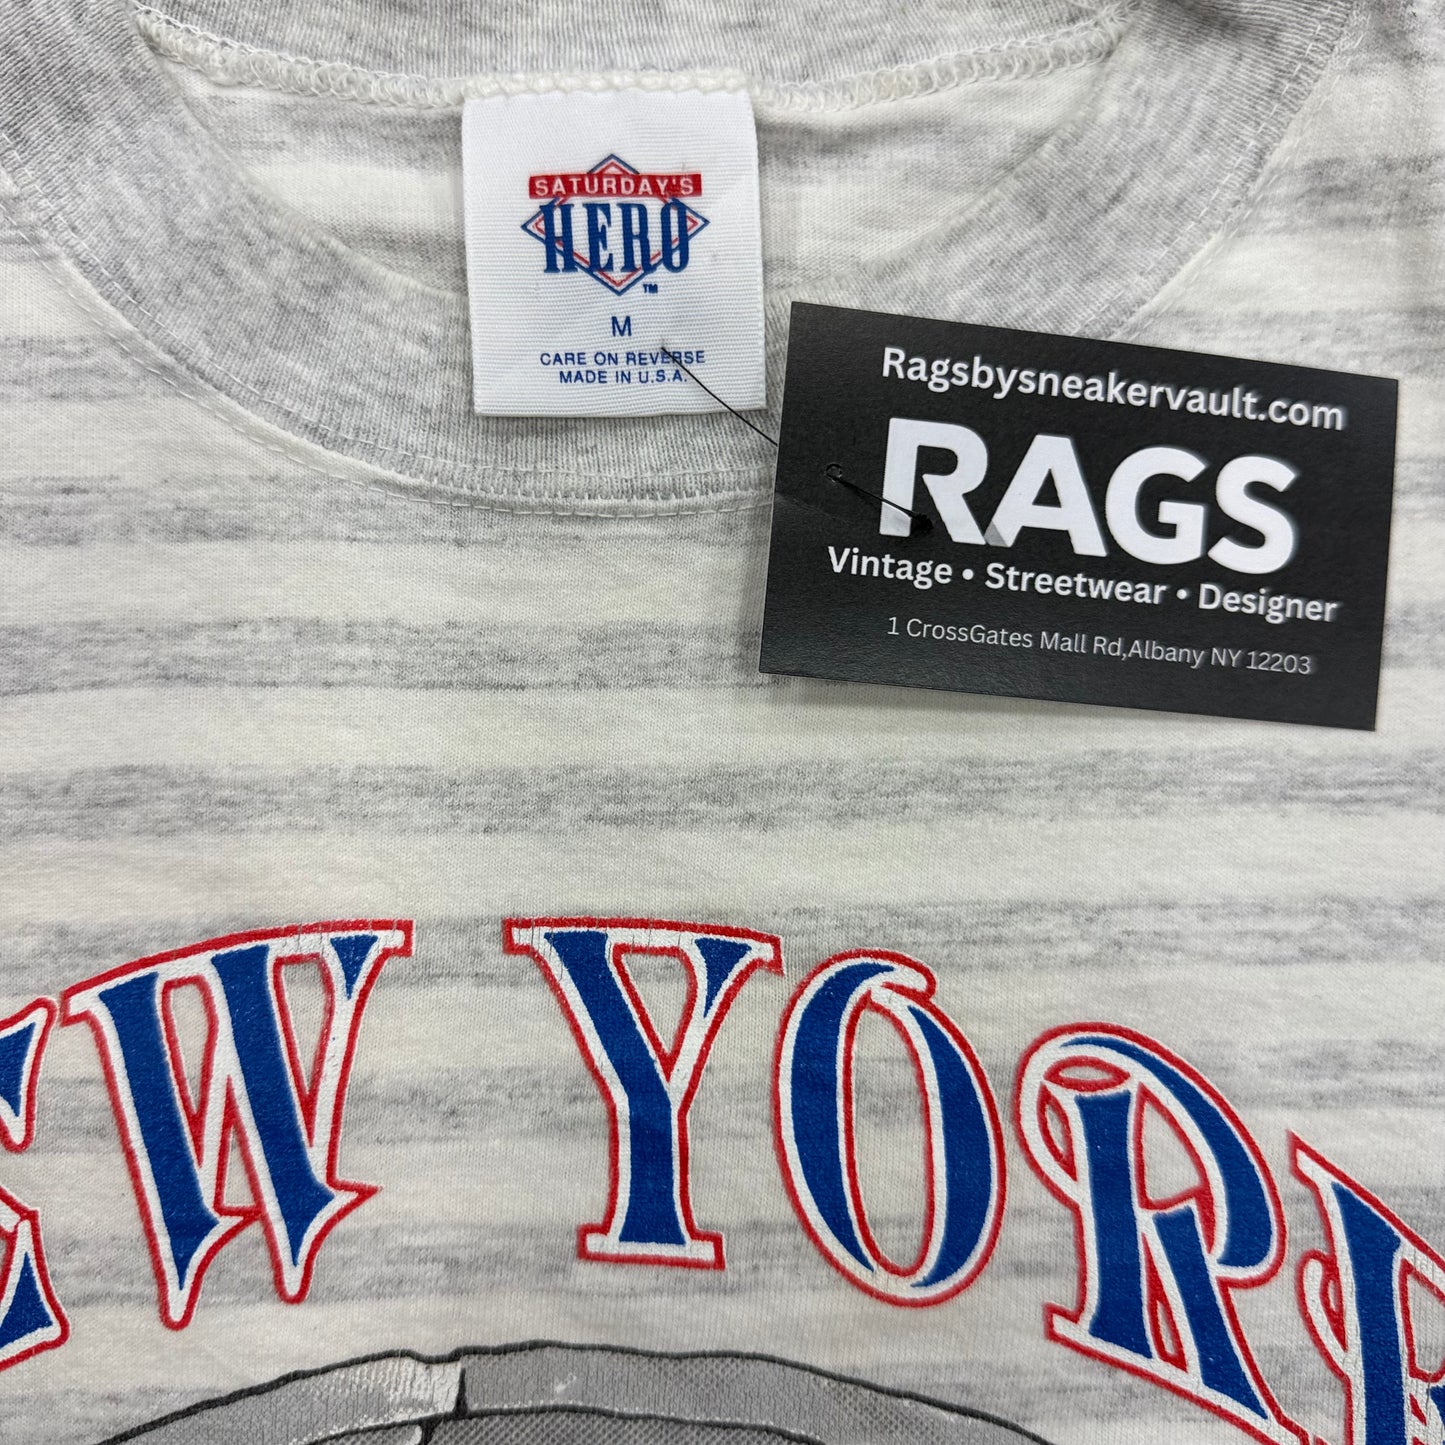 SATURDAY'S
HERO
TM
M
CARE ON REVERSE
MADE IN U.S.A.
Ragsbysneakervault.com
RAGS
Vintage • Streetwear • Designer
1 CrossGates Mall Rd,Albany NY 12203
EW YORK